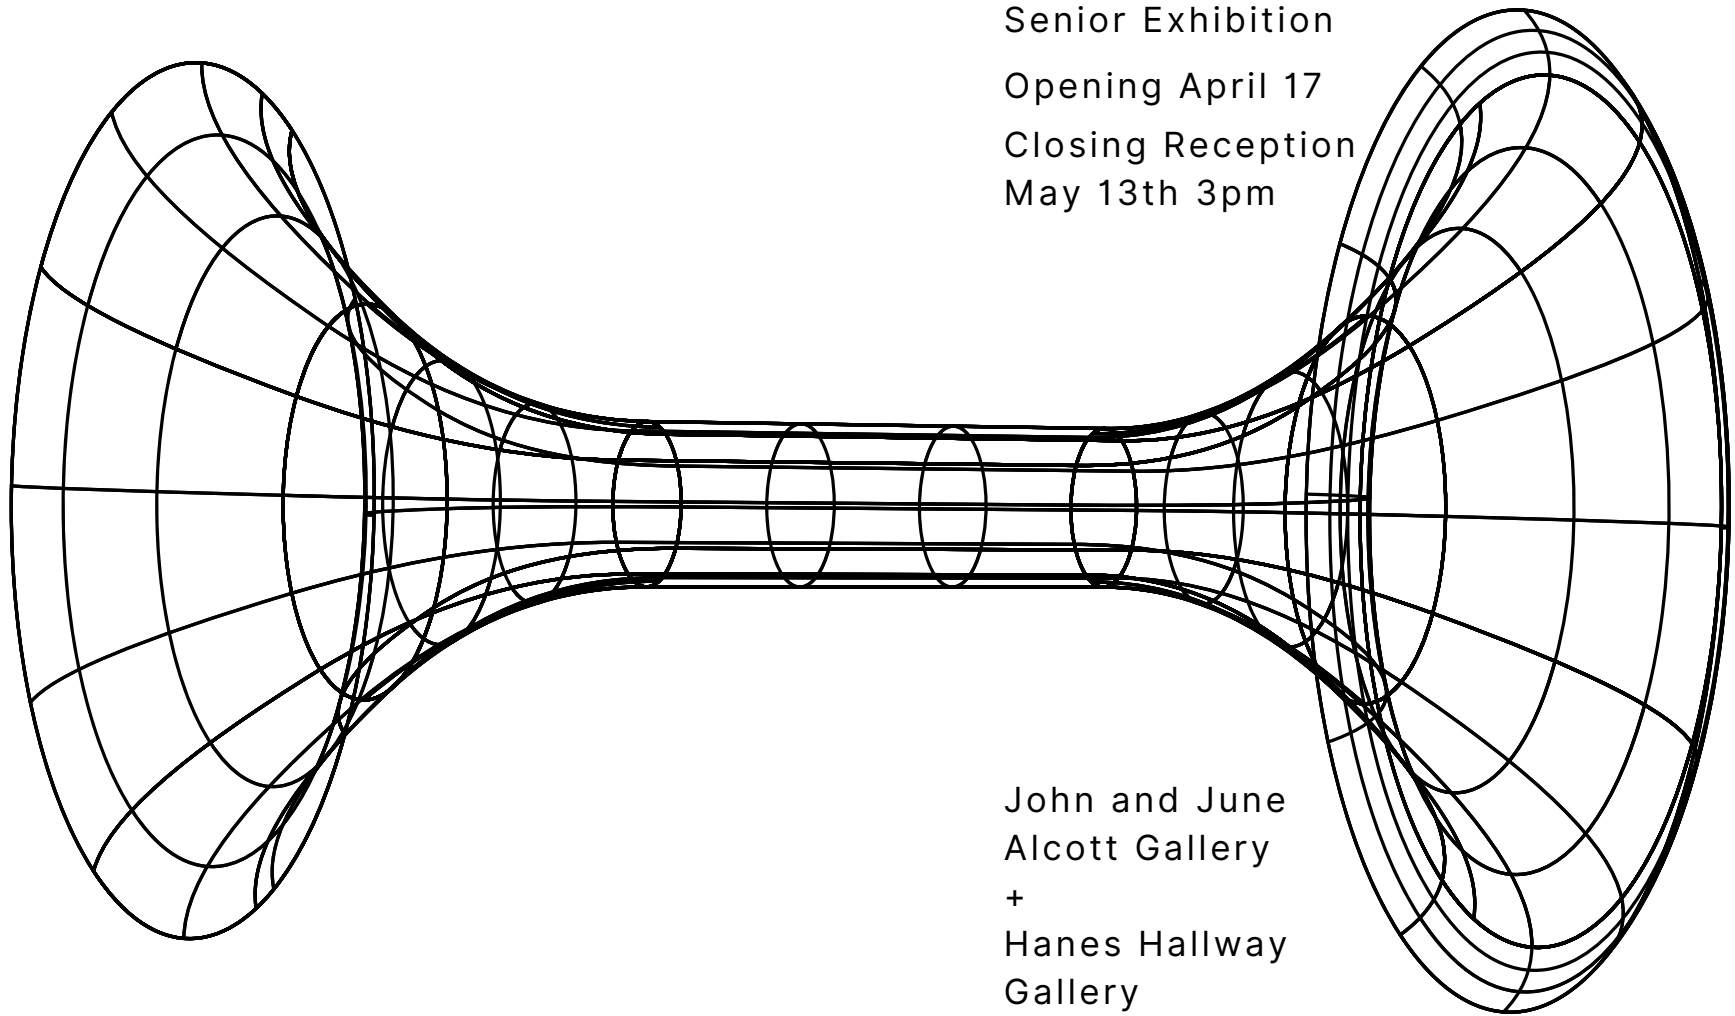 Senior Exhibition
Opening April 17
Closing Reception
May 13th 3pm
John and June
Alcott Gallery
+
Hanes Hallway
Gallery